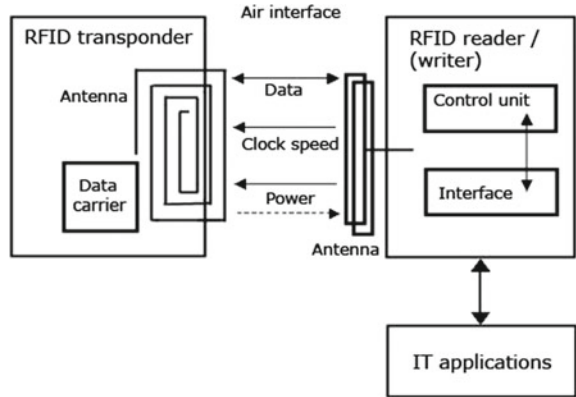 Air interface
RFID transponder
Antenna
Data
carrier
Data
Clock speed
Power
Antenna
RFID reader /
(writer)
Control unit
Interface
IT applications